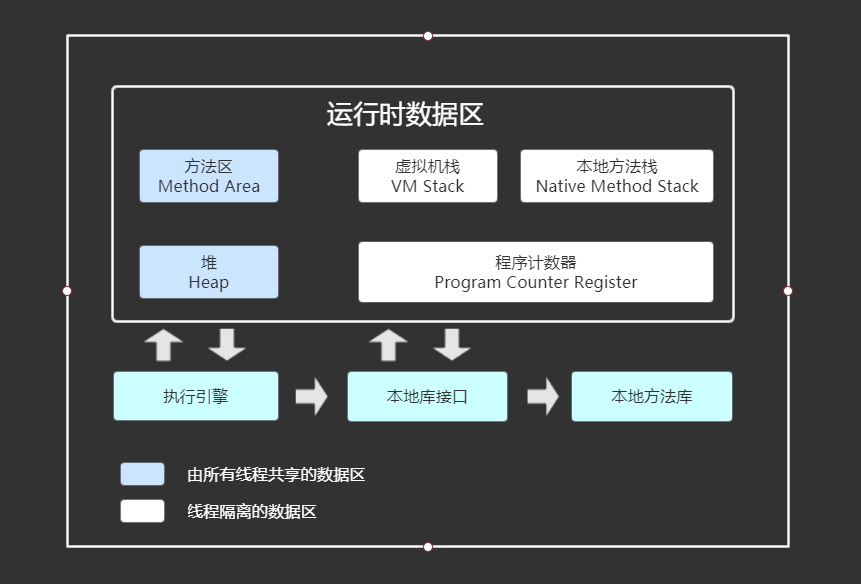 运行时数据区
方法区
Method Area
虚拟机栈
VM Stack
本地方法栈
Native Method Stack
堆
Heap
程序计数器
Program Counter Register
执行引擎
本地库接口
本地方法库
由所有线程共享的数据区
线程隔离的数据区